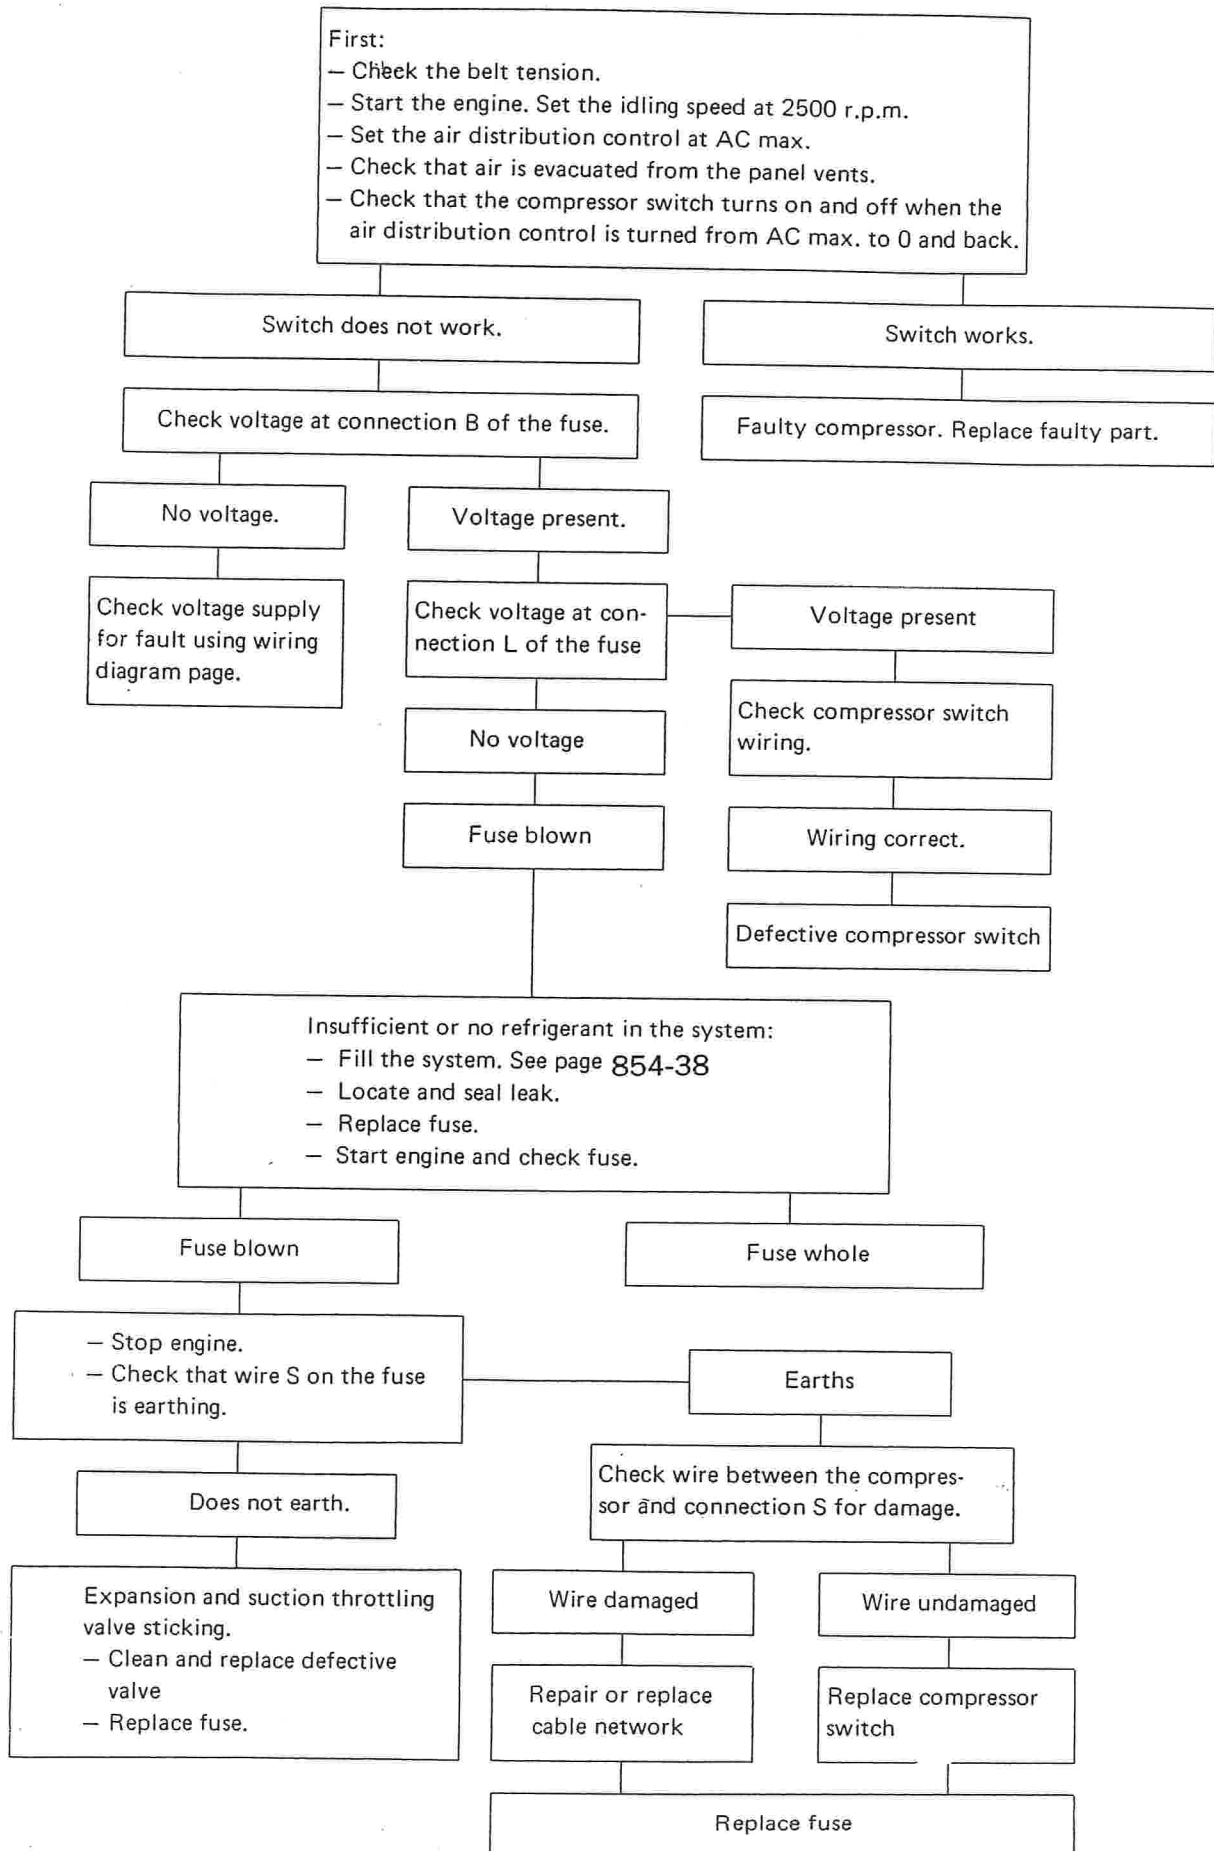 First:
– Check the belt tension.
– Start the engine. Set the idling speed at 2500 r.p.m.
– Set the air distribution control at AC max.
– Check that air is evacuated from the panel vents.
– Check that the compressor switch turns on and off when the
air distribution control is turned from AC max. to 0 and back.
Switch does not work.
Switch works.
Check voltage at connection B of the fuse.
Faulty compressor. Replace faulty part.
No voltage.
Voltage present.
Check voltage supply
for fault using wiring
diagram page.
Check voltage at con-
nection L of the fuse
Voltage present
Check compressor switch
wiring.
No voltage
Wiring correct.
Fuse blown
Defective compressor switch
Insufficient or no refrigerant in the system:
– Fill the system. See page 854-38
– Locate and seal leak.
– Replace fuse.
– Start engine and check fuse.
Fuse blown
Fuse whole
– Stop engine.
– Check that wire S on the fuse
is earthing.
Earths
Does not earth.
Check wire between the compres-
sor and connection S for damage.
Expansion and suction throttling
valve sticking.
– Clean and replace defective
valve
– Replace fuse.
Wire damaged
Wire undamaged
Repair or replace
cable network
Replace compressor
switch
Replace fuse